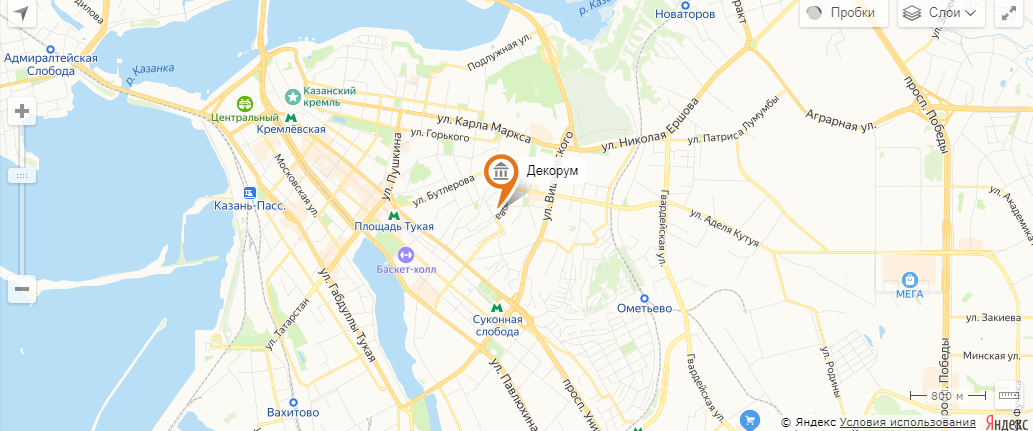 Новаторов
Пробки
Слои
Адмиралтейская
Слобода
р. Казанка
Подлужная ул.
Казанский
кремль
Центральный
Кремлёвская
ул. Карла Маркса
ул. Горького
ул. Николая Ершова
ул. Патриса Лумумбы
Аграрная ул.
просп. Победы
ул. Пушкина
Московская ул.
ул. Бутлерова
Декорум
Казань-Пасс.
Площадь Тукая
Гвардейская ул.
ул. Аделя Кутуя
Баскет-холл
МЕГА
ул. Габдуллы Тукая
ул. Татарстан
Суконная
слобода
Ометьево
ул. Закиева
Минская ул.
просп. Победы
ул. Родины
Гвардейская ул.
ул. Павлюхина
Вахитово
800 м
© Яндекс Условия использования Яндекс